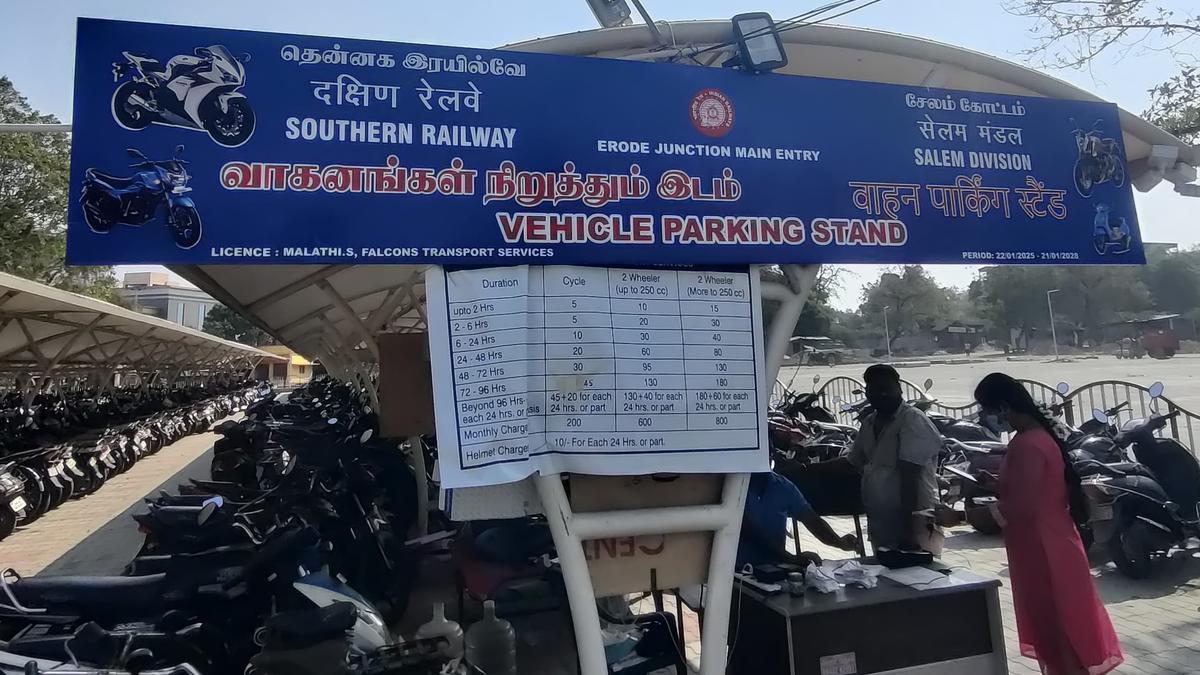 தென்னக இரயில்வே
दक्षिण रेलवे
SOUTHERN RAILWAY
ERODE JUNCTION MAIN ENTRY
சேலம் கோட்டம்
सेलम मंडल
SALEM DIVISION
வாகனங்கள் நிறுத்தும் இடம்
वाहन पार्किंग स्टैंड
VEHICLE PARKING STAND
LICENCE : MALATHI.S, FALCONS TRANSPORT SERVICES
PERIOD: 22/01/2025 - 21/01/2028
Duration Cycle 2 Wheeler (up to 250 cc) 2 Wheeler (More to 250 cc)
upto 2 Hrs 5 10 15
2 - 6 Hrs 5 20 30
6 - 24 Hrs 10 30 40
24 - 48 Hrs 20 60 80
48 - 72 Hrs 30 95 130
72 - 96 Hrs 45 130 180
Beyond 96 Hrs- each 24 hrs. or 45+20 for each 24 hrs. or part 130+40 for each 24 hrs. or part 180+60 for each 24 hrs. or part
Monthly Charge 200 600 800
Helmet Charges 10/- For Each 24 Hrs. or part.
CENT